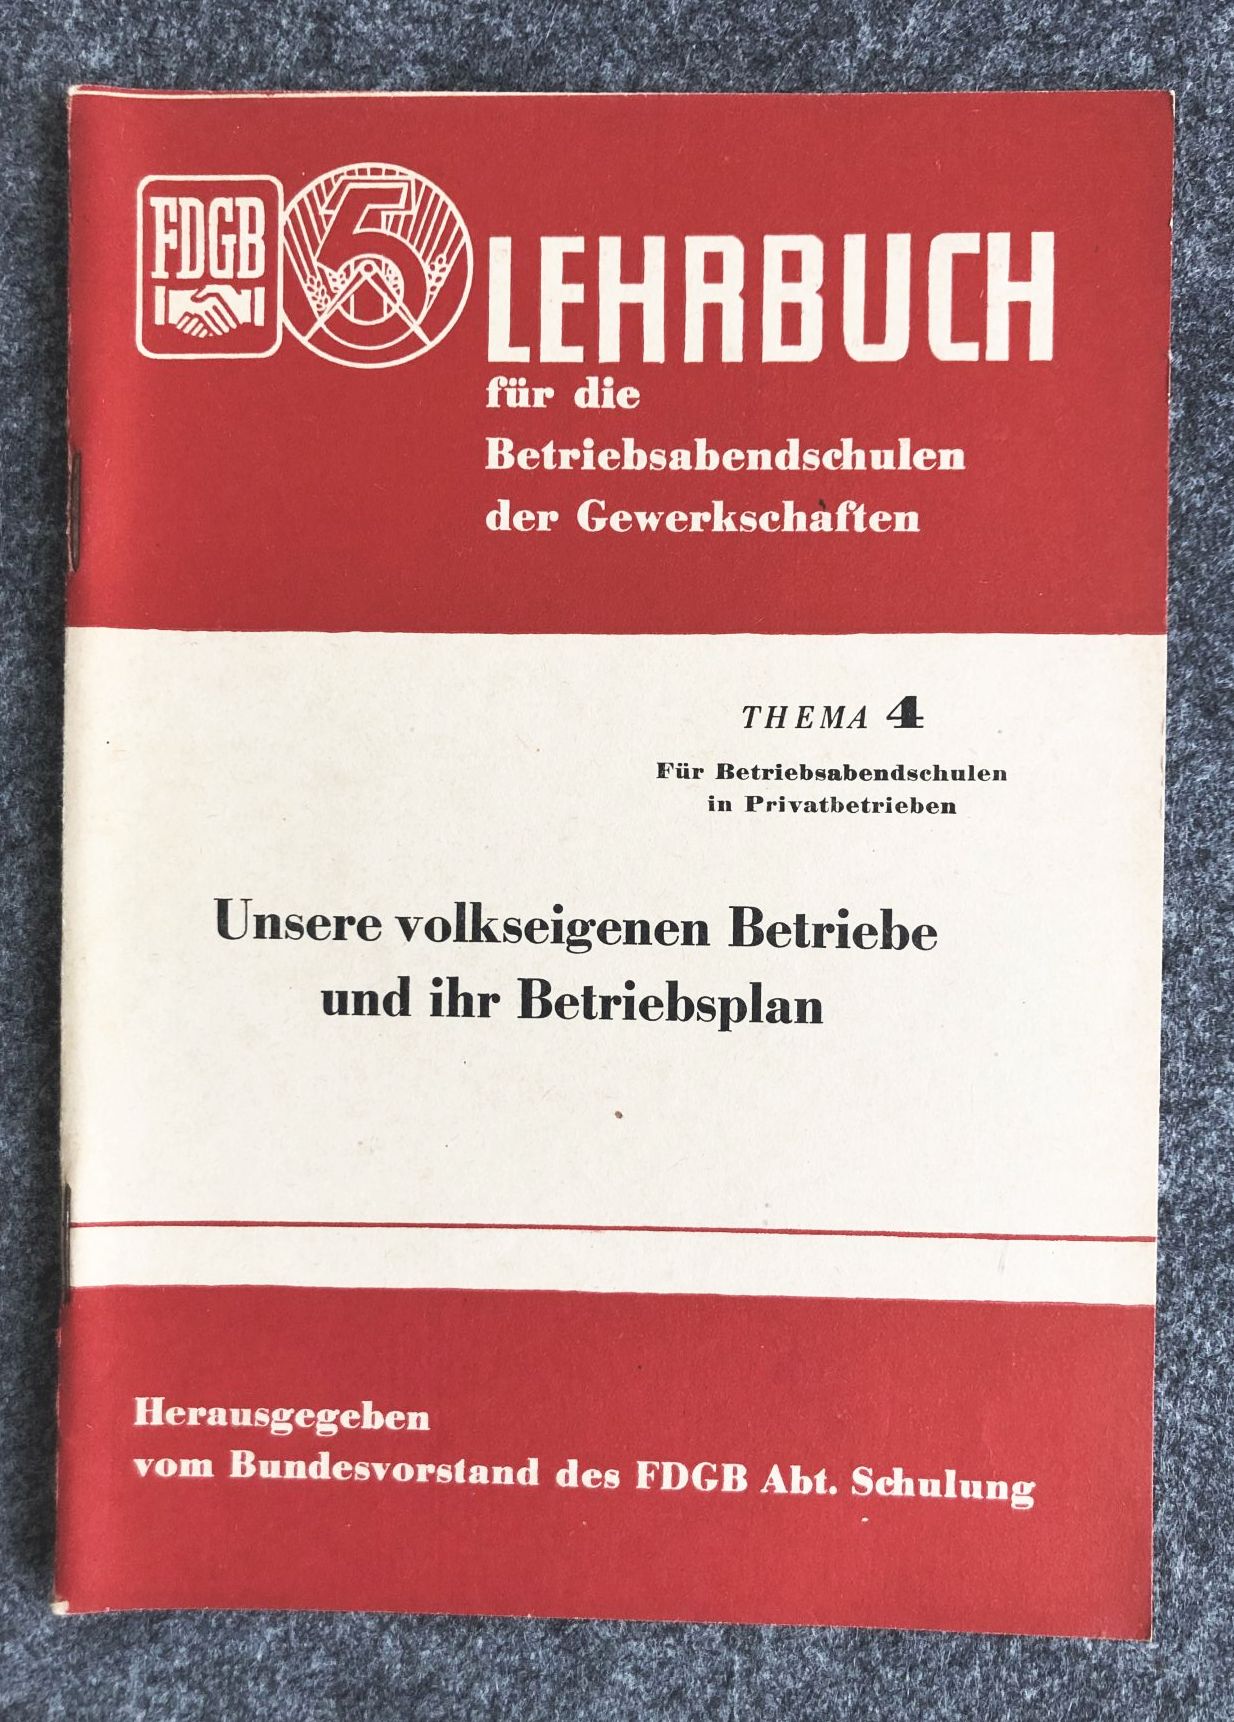 FDGB
5
LEHRBUCH
für die
Betriebsabendschulen
der Gewerkschaften
THEMA 4
Für Betriebsabendschulen
in Privatbetrieben
Unsere volkseigenen Betriebe
und ihr Betriebsplan
Herausgegeben
vom Bundesvorstand des FDGB Abt. Schulung